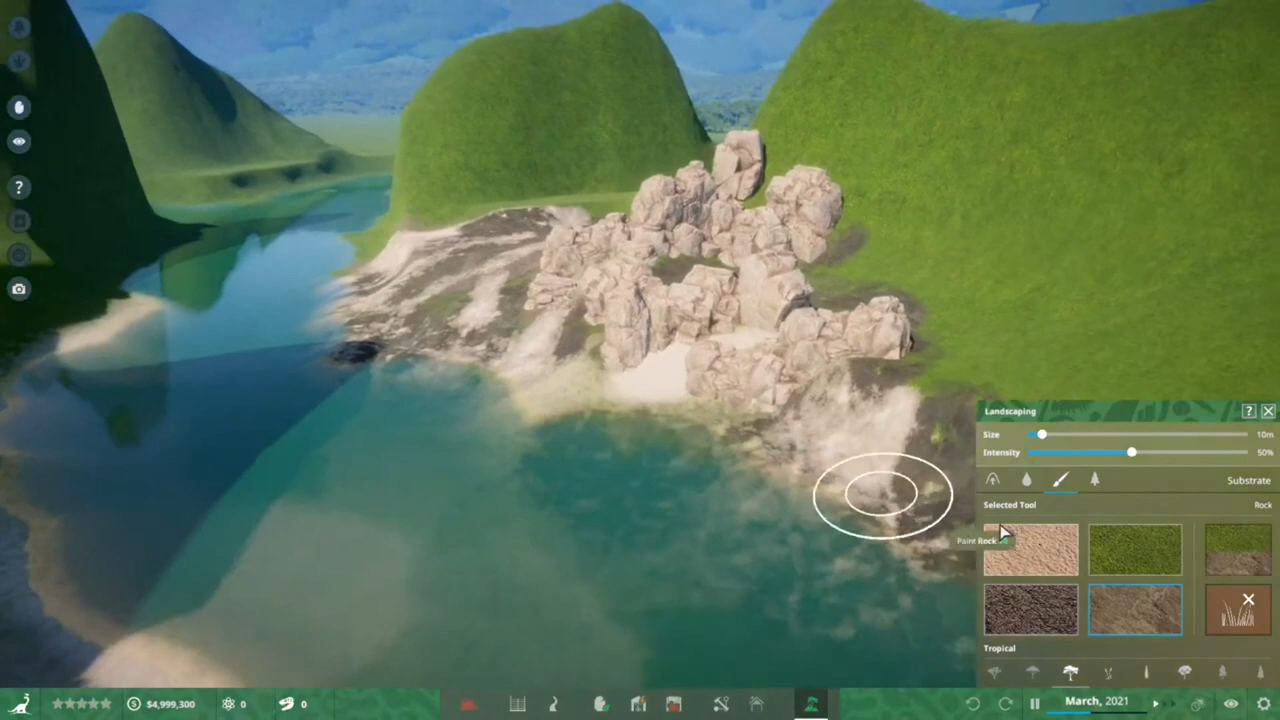 Landscaping
?
Size 10m
Intensity 50%
Substrate
Selected Tool Rock
Paint Rock
Tropical
?
$4,999,300 0 0
March, 2021